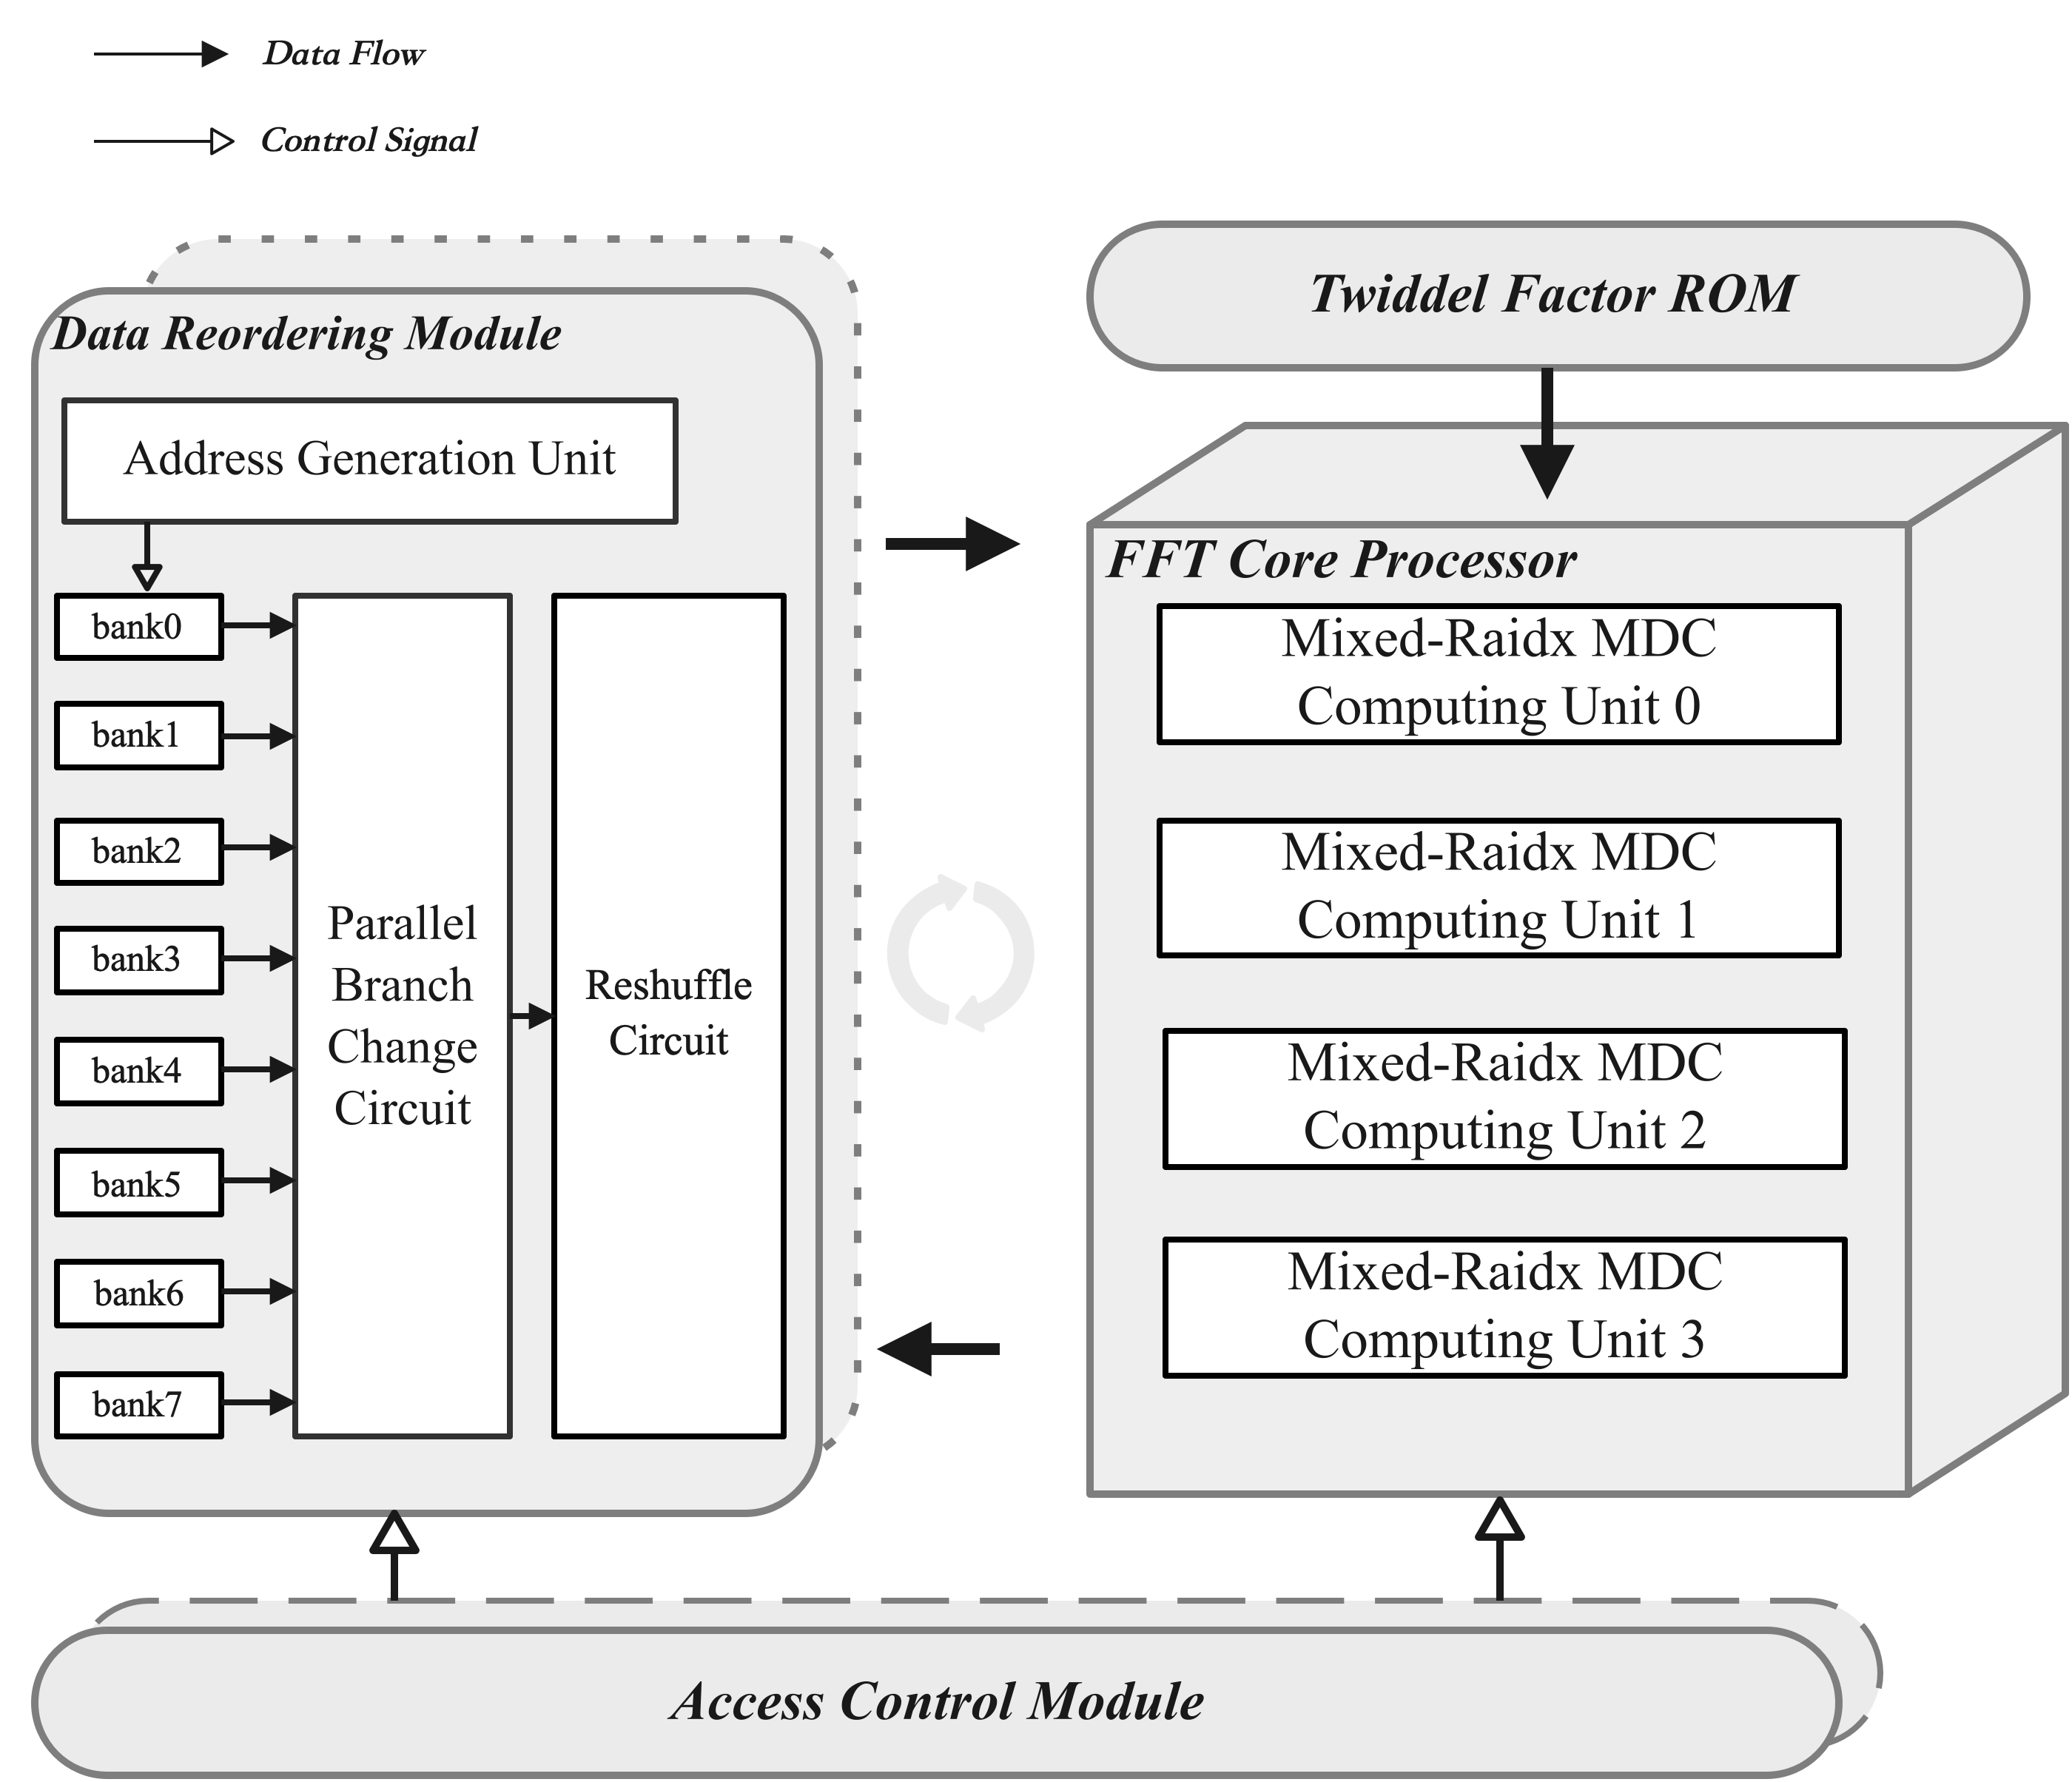 Data Flow
Control Signal
Twiddel Factor ROM
Data Reordering Module
Address Generation Unit
bank0
bank1
bank2
bank3
bank4
bank5
bank6
bank7
Parallel
Branch
Change
Circuit
Reshuffle
Circuit
FFT Core Processor
Mixed-Raidx MDC
Computing Unit 0
Mixed-Raidx MDC
Computing Unit 1
Mixed-Raidx MDC
Computing Unit 2
Mixed-Raidx MDC
Computing Unit 3
Access Control Module